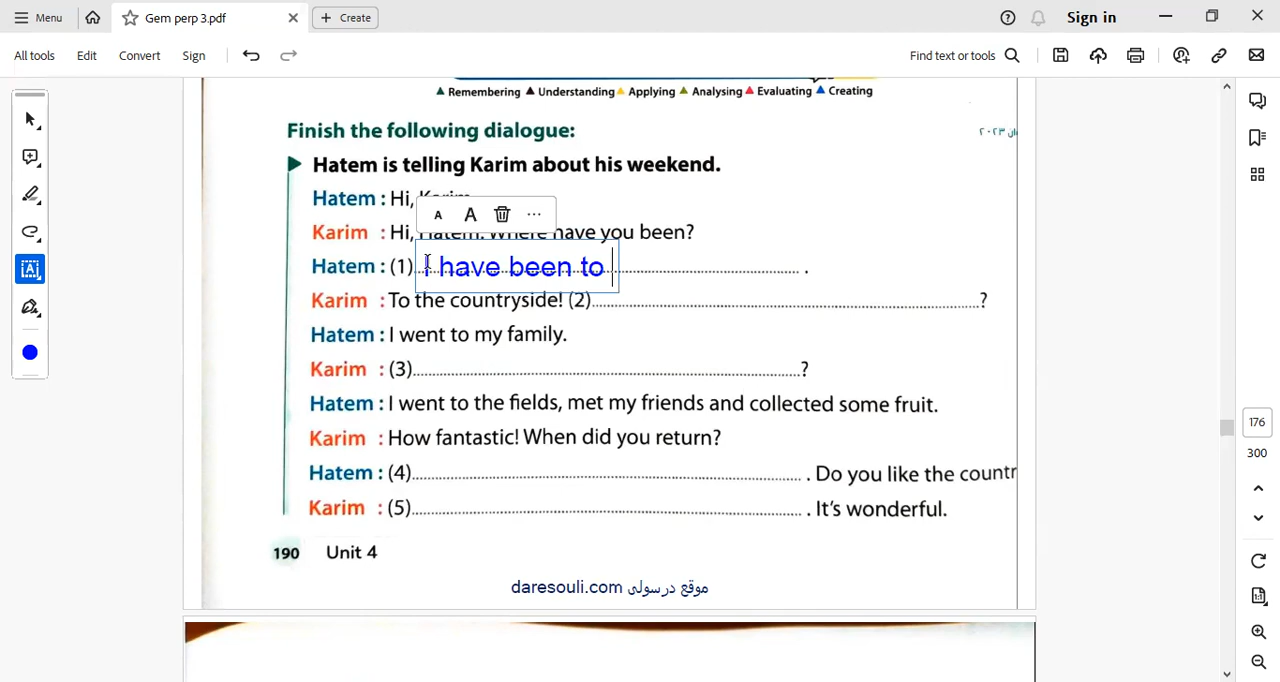 Menu
Gem perp 3.pdf
Create
Sign in
All tools
Edit
Convert
Sign
Find text or tools
Remembering Understanding Applying Analysing Evaluating Creating
Finish the following dialogue:
٢٠٢٣
Hatem is telling Karim about his weekend.
Hatem : Hi, Karim
A A
Karim : Hi, Hatem. Where have you been?
Hatem : (1) I have been to .
Karim : To the countryside! (2)?
Hatem : I went to my family.
Karim : (3)?
Hatem : I went to the fields, met my friends and collected some fruit.
Karim : How fantastic! When did you return?
Hatem : (4). Do you like the countr
Karim : (5). It's wonderful.
190 Unit 4
daresouli.com موقع درسولى
176
300